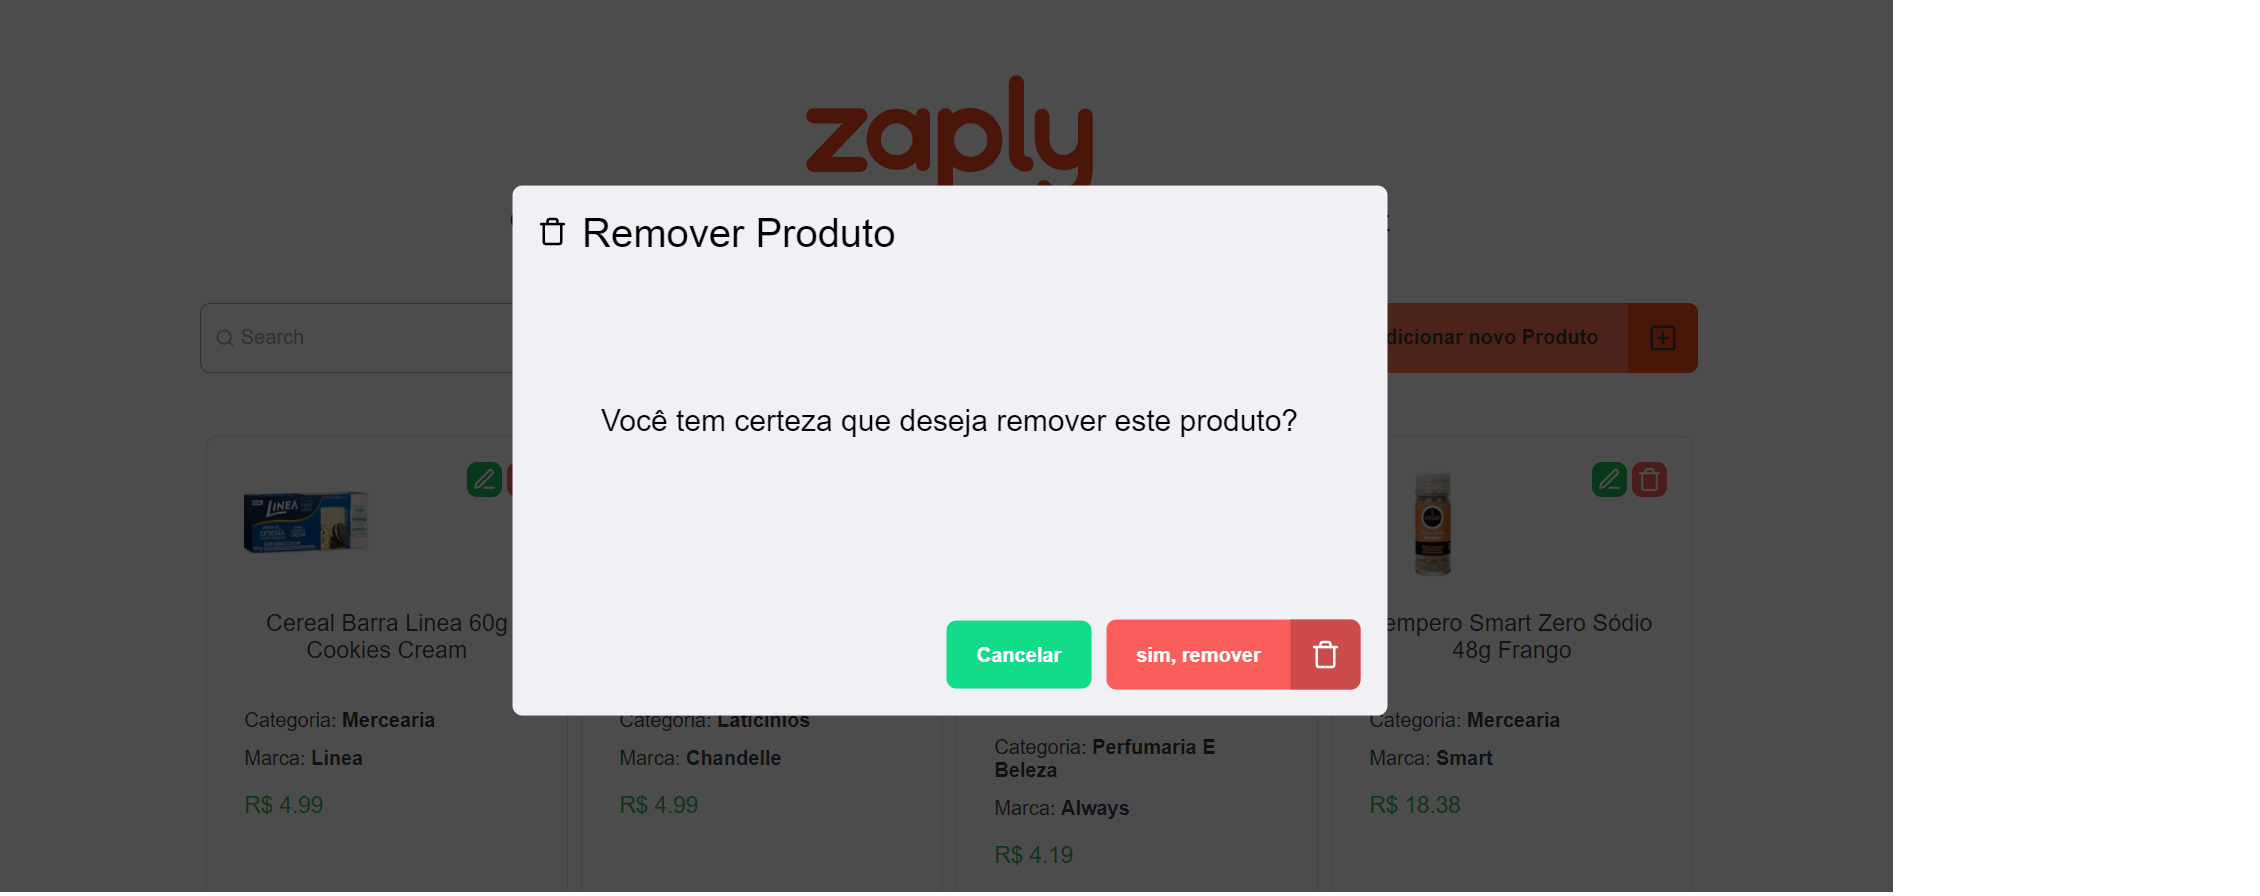 zaply
Remover Produto
Search
dicionar novo Produto
Você tem certeza que deseja remover este produto?
LINEA
Cereal Barra Linea 60g
Cookies Cream
empero Smart Zero Sódio
48g Frango
Cancelar
sim, remover
Categoria: Mercearia
Marca: Linea
R$ 4.99
Categoria: Laticínios
Marca: Chandelle
R$ 4.99
Categoria: Perfumaria E
Beleza
Marca: Always
R$ 4.19
Categoria: Mercearia
Marca: Smart
R$ 18.38